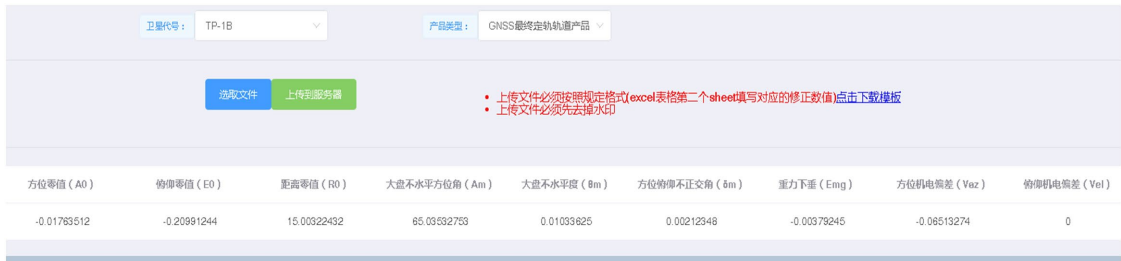 卫星代号： TP-1B 产品类型： GNSS最终定轨轨道产品
选取文件 上传到服务器
• 上传文件必须按照规定格式(excel表格第二个sheet填写对应的修正数值)点击下载模板
• 上传文件必须先去掉水印
方位零值（A0） 俯仰零值（E0） 距离零值（R0） 大盘不水平方位角（Am） 大盘不水平度（θm） 方位俯仰不正交角（δm） 重力下垂（Emg） 方位机电偏差（Vaz） 俯仰机电偏差（Vel）
-0.01763512 -0.20991244 15.00322432 65.03532753 0.01033625 0.00212348 -0.00379245 -0.06513274 0